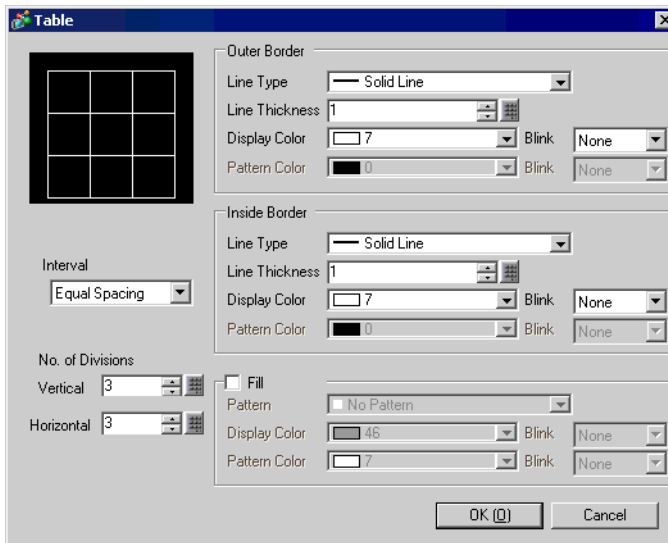 Table
Outer Border
Line Type Solid Line
Line Thickness 1
Display Color 7 Blink None
Pattern Color 0 Blink None
Inside Border
Line Type Solid Line
Line Thickness 1
Display Color 7 Blink None
Pattern Color 0 Blink None
Interval
Equal Spacing
No. of Divisions
Vertical 3
Horizontal 3
Fill
Pattern No Pattern
Display Color 46 Blink None
Pattern Color 7 Blink None
OK (O) Cancel